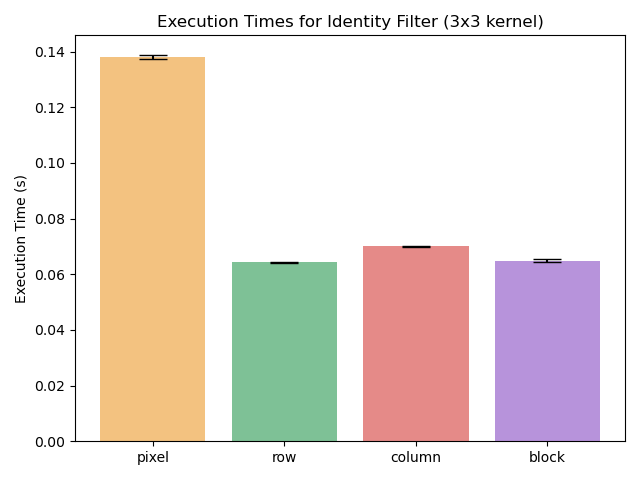 Execution Times for Identity Filter (3x3 kernel)
Execution Time (s)
0.14
0.12
0.10
0.08
0.06
0.04
0.02
0.00
pixel row column block